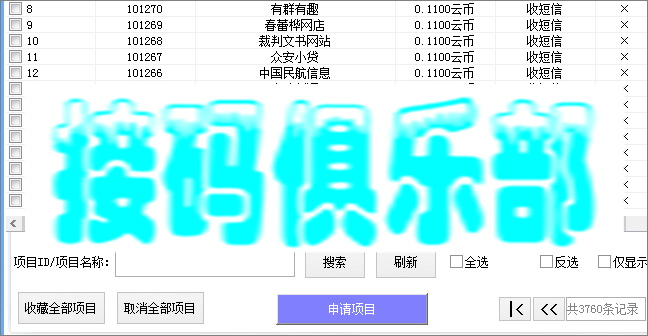 8 101270 有群有趣 0.1100云币 收短信 ×
9 101269 春蕾桦网店 0.1100云币 收短信 ×
10 101268 裁判文书网站 0.1100云币 收短信 ×
11 101267 众安小贷 0.1100云币 收短信 ×
12 101266 中国民航信息 0.1100云币 收短信 ×
接码俱乐部
项目ID/项目名称: 搜索 刷新 全选 反选 仅显示
收藏全部项目 取消全部项目 申请项目 共3760条记录